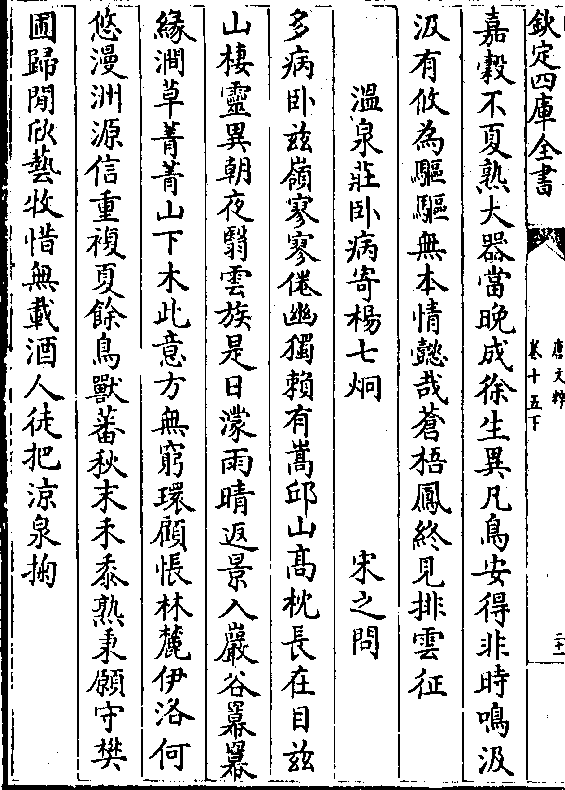 欽定四庫全書
唐文粹
卷十五下
二十
嘉穀不夏熟大器當晚成徐生異凡鳥安得非時鳴汲
汲有攸為驅驅無本情懿哉蒼梧鳳終見排雲征
溫泉莊卧病寄楊七炯 宋之問
多病卧兹嶺寥寥倦幽獨賴有嵩邱山高枕長在目兹
山棲靈異朝夜翳雲族是日濛雨晴返景入巖谷羃羃
緣澗草菁菁山下木此意方無窮環顧悵林麓伊洛何
悠漫洲源信重複夏餘鳥獸蕃秋末禾黍熟秉願守樊
圃歸閒欣藝牧惜無載酒人徒把涼泉掬